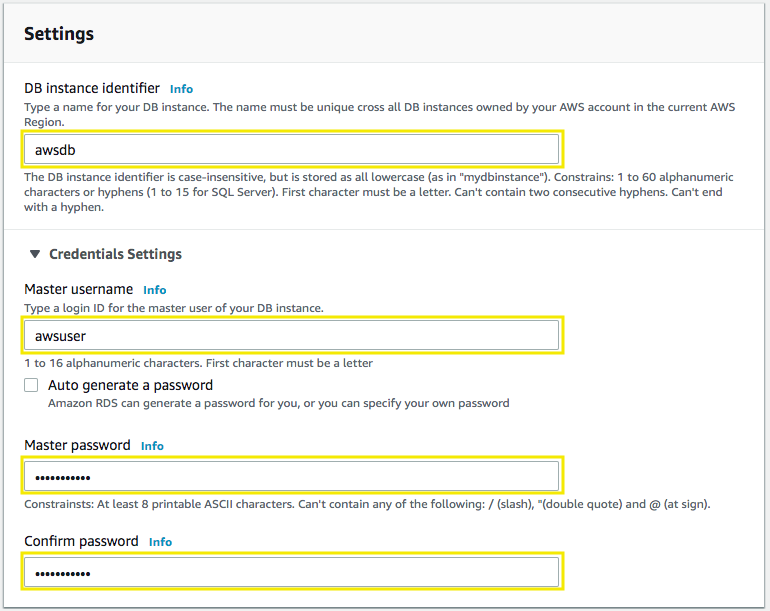 Settings
DB instance identifier Info
Type a name for your DB instance. The name must be unique cross all DB instances owned by your AWS account in the current AWS
Region.
awsdb
The DB instance identifier is case-insensitive, but is stored as all lowercase (as in "mydbinstance"). Constrains: 1 to 60 alphanumeric
characters or hyphens (1 to 15 for SQL Server). First character must be a letter. Can't contain two consecutive hyphens. Can't end
with a hyphen.
Credentials Settings
Master username Info
Type a login ID for the master user of your DB instance.
awsuser
1 to 16 alphanumeric characters. First character must be a letter
Auto generate a password
Amazon RDS can generate a password for you, or you can specify your own password
Master password Info
•••••••••••
Constrainsts: At least 8 printable ASCII characters. Can't contain any of the following: / (slash), "(double quote) and @ (at sign).
Confirm password Info
•••••••••••